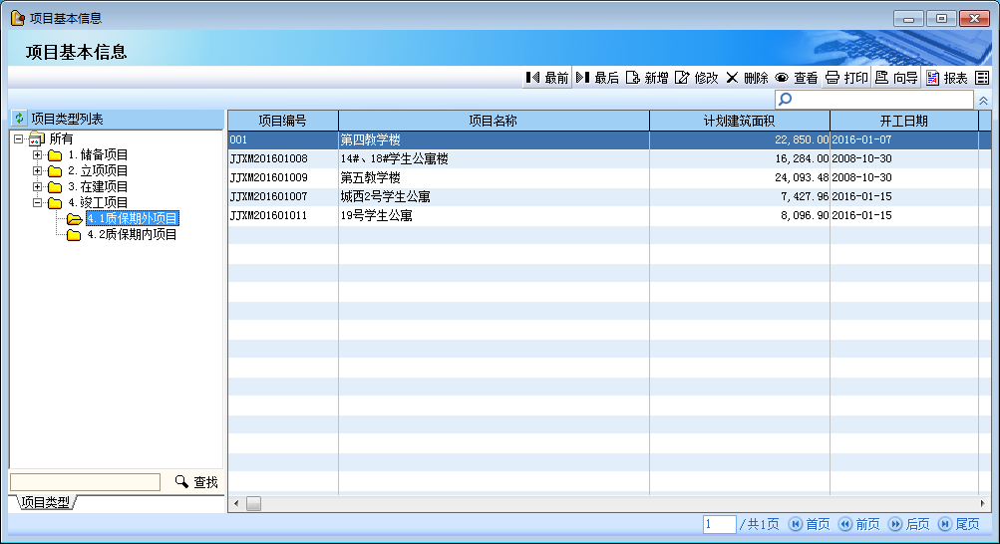 项目基本信息
项目基本信息
最前 最后 新增 修改 删除 查看 打印 向导 报表
项目类型列表
所有
1.储备项目
2.立项项目
3.在建项目
4.竣工项目
4.1质保期外项目
4.2质保期内项目
查找
项目类型
项目编号 项目名称 计划建筑面积 开工日期
001 第四教学楼 22,850.00 2016-01-07
JJXM201601008 14#、18#学生公寓楼 16,284.00 2008-10-30
JJXM201601009 第五教学楼 24,093.48 2008-10-30
JJXM201601007 城西2号学生公寓 7,427.96 2016-01-15
JJXM201601011 19号学生公寓 8,096.90 2016-01-15
1 /共1页 首页 前页 后页 尾页